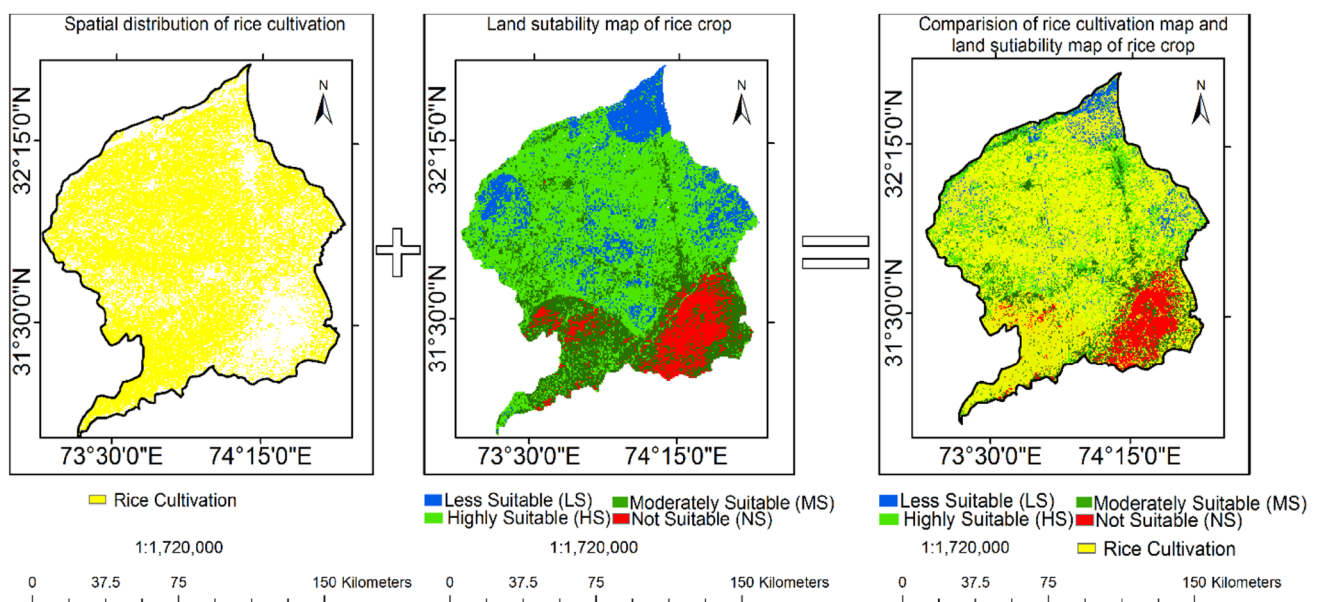 Spatial distribution of rice cultivation
N
32°15'0"N
31°30'0"N
73°30'0"E 74°15'0"E
Rice Cultivation
1:1,720,000
0 37.5 75 150 Kilometers
Land sutability map of rice crop
N
32°15'0"N
31°30'0"N
73°30'0"E 74°15'0"E
Less Suitable (LS) Moderately Suitable (MS)
Highly Suitable (HS) Not Suitable (NS)
1:1,720,000
0 37.5 75 150 Kilometers
Comparision of rice cultivation map and
land sutiability map of rice crop
N
32°15'0"N
31°30'0"N
73°30'0"E 74°15'0"E
Less Suitable (LS) Moderately Suitable (MS)
Highly Suitable (HS) Not Suitable (NS)
1:1,720,000 Rice Cultivation
0 37.5 75 150 Kilometers